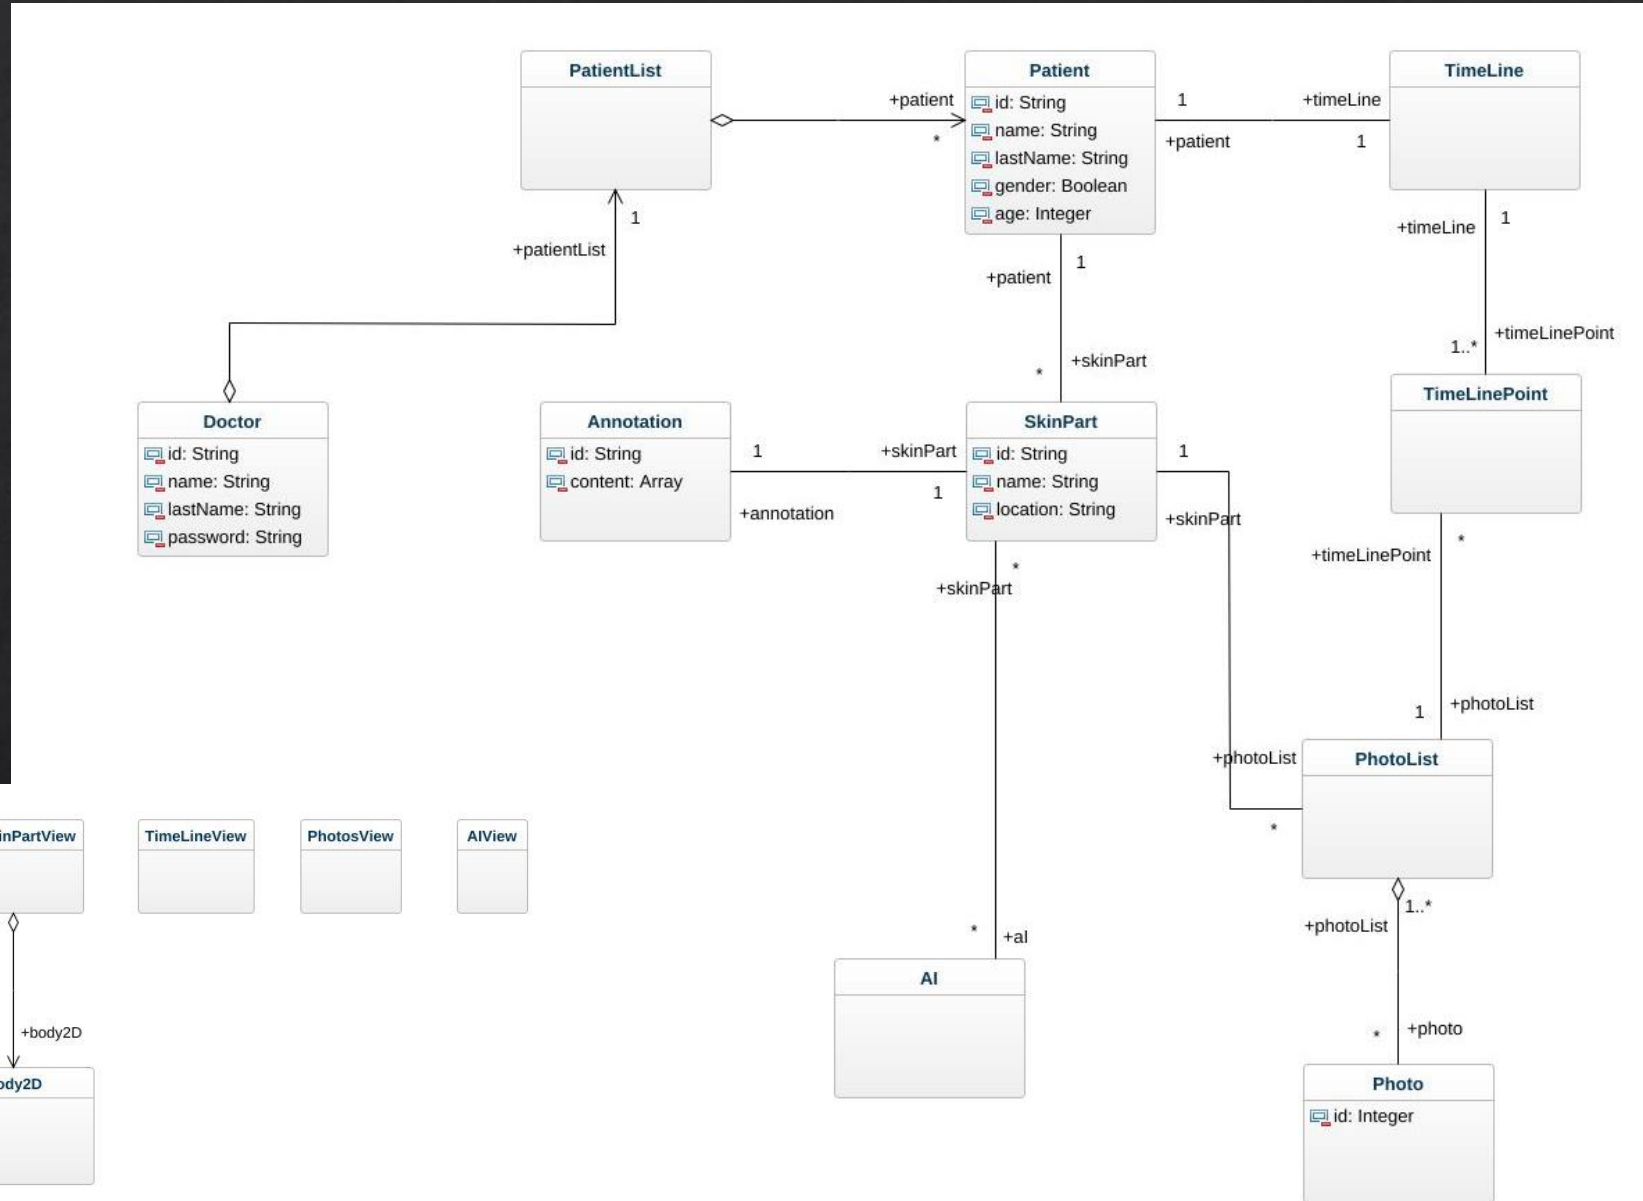 PatientList
Patient
id: String
name: String
lastName: String
gender: Boolean
age: Integer
TimeLine
+patient
*
1
+timeLine
+patient
1
1
+patientList
+patient
1
+skinPart
*
+timeLine
1
+timeLinePoint
1..*
Doctor
id: String
name: String
lastName: String
password: String
Annotation
id: String
content: Array
1
+skinPart
+annotation
1
SkinPart
id: String
name: String
location: String
1
+skinPart
TimeLinePoint
*
+timeLinePoint
*
+skinPart
+photoList
1
+photoList
*
PhotoList
inPartView
TimeLineView
PhotosView
AIView
1..*
+photoList
*
+aI
AI
+body2D
ody2D
*
+photo
Photo
id: Integer